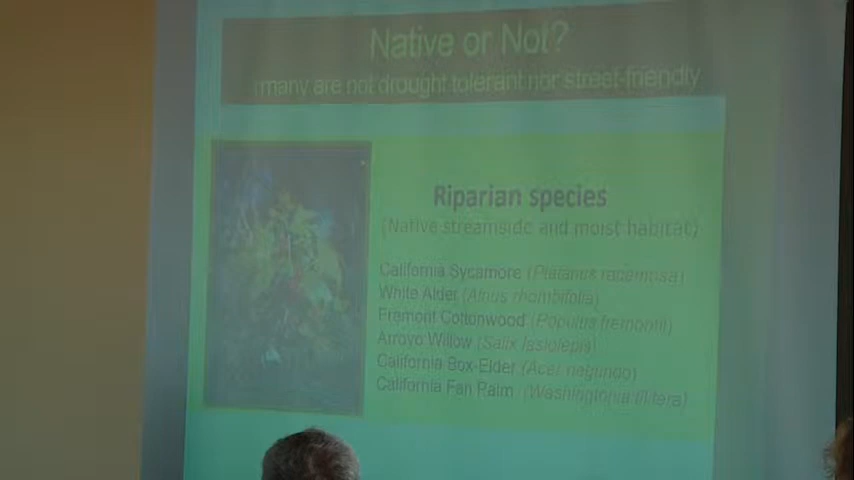 Native or Not?
many are not drought tolerant nor street-friendly
Riparian species
(Native streamside and moist habitat)
California Sycamore (Platanus racemosa)
White Alder (Alnus rhombifolia)
Fremont Cottonwood (Populus fremontii)
Arroyo Willow (Salix lasiolepis)
California Box-Elder (Acer negundo)
California Fan Palm (Washingtonia filifera)